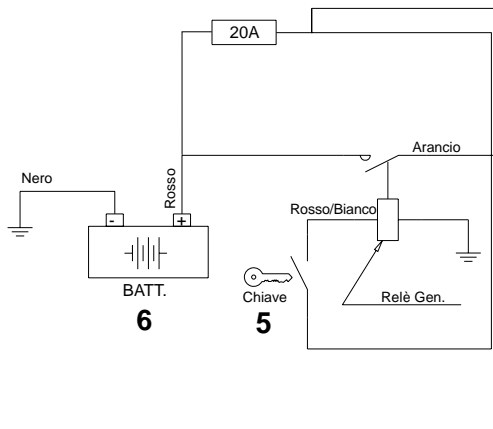 20A
Arancio
Nero
Rosso
Rosso/Bianco
- +
BATT.
6
Chiave
5
Relè Gen.